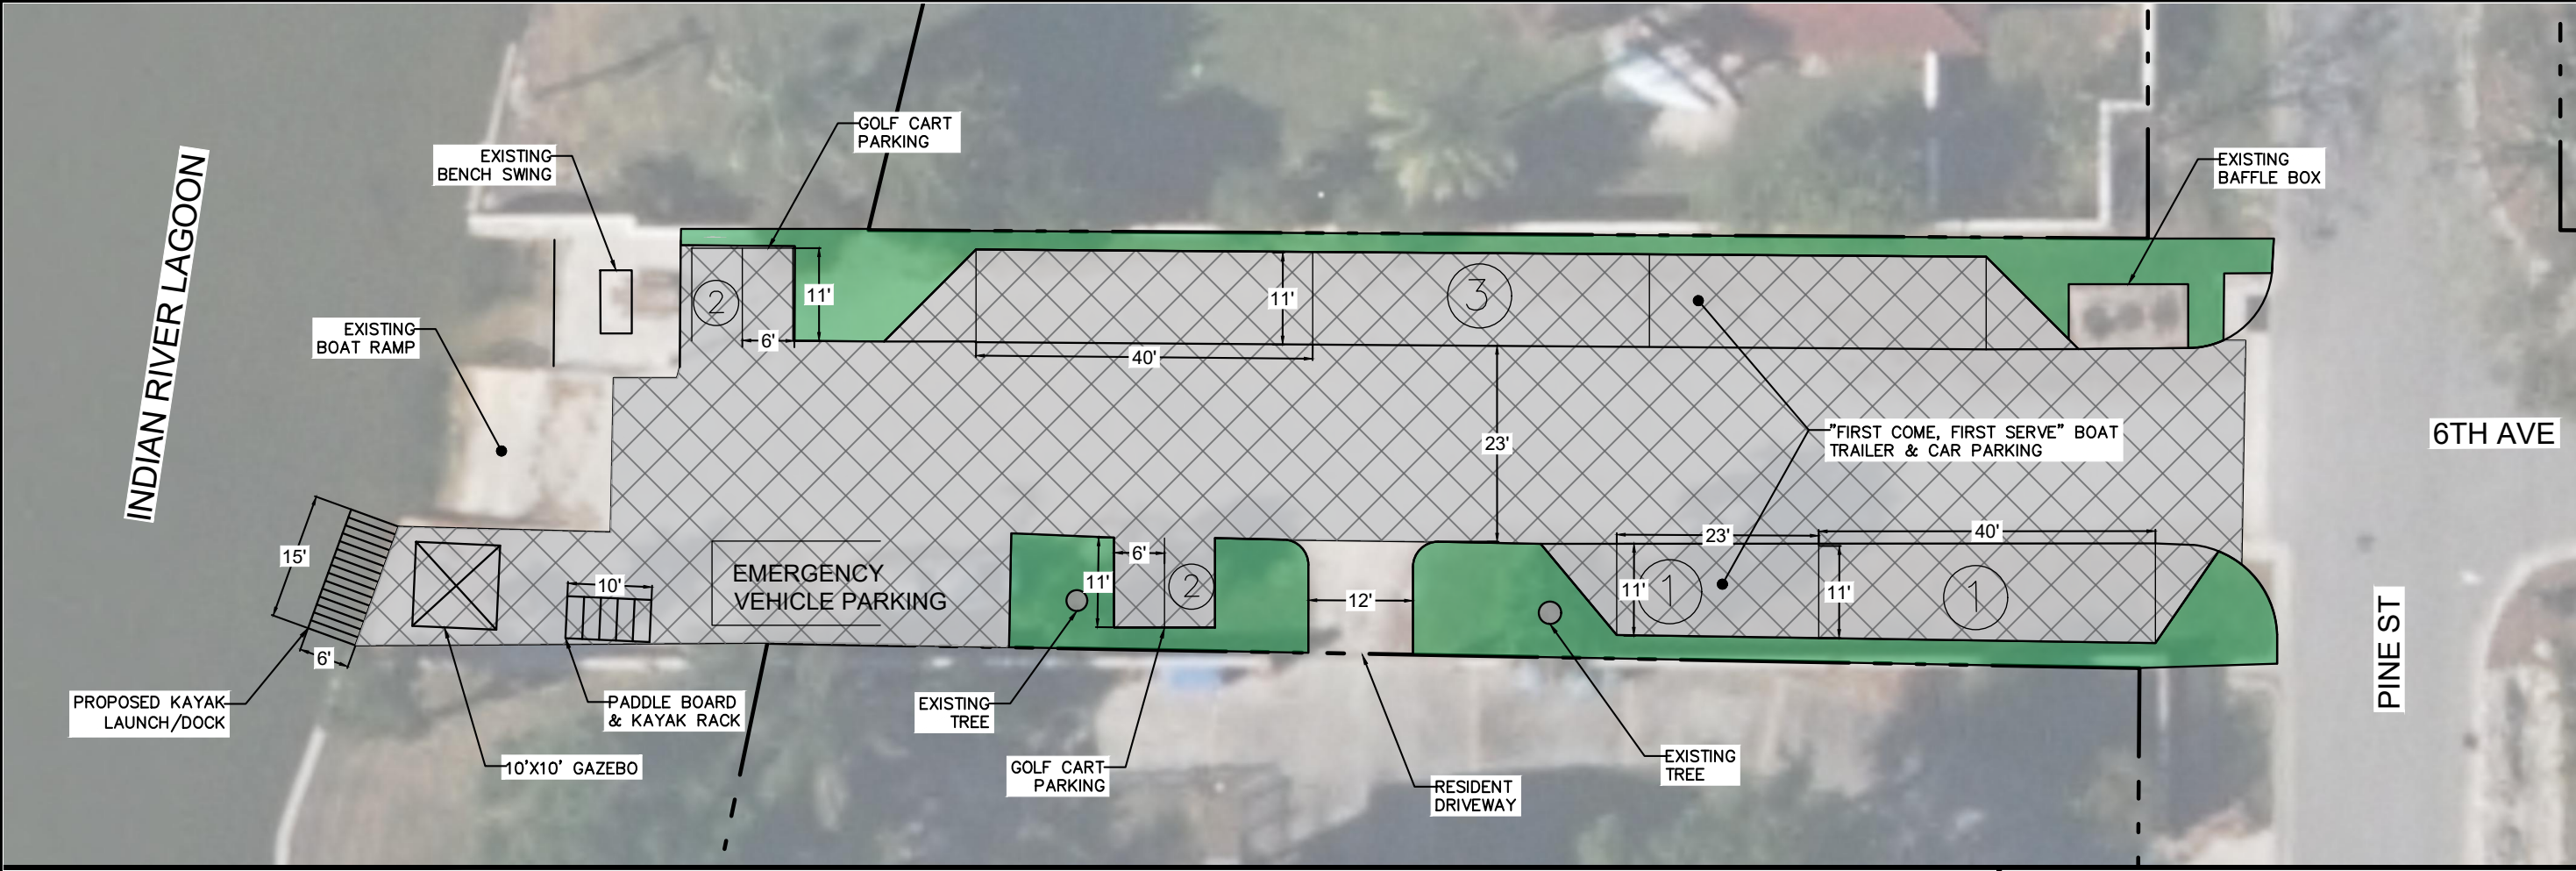 GOLF CART
PARKING
EXISTING
BENCH SWING
EXISTING
BAFFLE BOX
INDIAN RIVER LAGOON
EXISTING
BOAT RAMP
2
11'
6'
11'
3
40'
23'
"FIRST COME, FIRST SERVE" BOAT
TRAILER & CAR PARKING
6TH AVE
15'
6'
10'
EMERGENCY
VEHICLE PARKING
6'
11'
2
12'
23'
40'
11'
1
11'
1
PINE ST
PROPOSED KAYAK
LAUNCH/DOCK
PADDLE BOARD
& KAYAK RACK
10'X10' GAZEBO
EXISTING
TREE
GOLF CART
PARKING
RESIDENT
DRIVEWAY
EXISTING
TREE